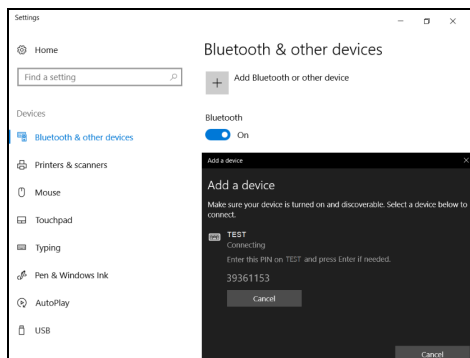 Settings
Home
Find a setting
Devices
Bluetooth & other devices
Printers & scanners
Mouse
Touchpad
Typing
Pen & Windows Ink
AutoPlay
USB
Bluetooth & other devices
Add Bluetooth or other device
Bluetooth
On
Add a device
Add a device
Make sure your device is turned on and discoverable. Select a device below to
connect.
TEST
Connecting
Enter this PIN on TEST and press Enter if needed.
39361153
Cancel
Cancel